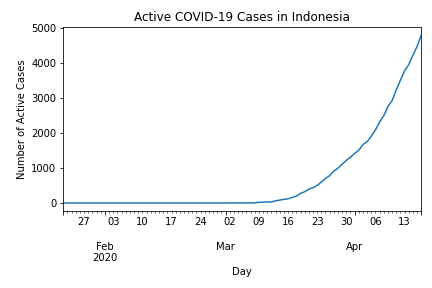 Active COVID-19 Cases in Indonesia
Number of Active Cases
5000
4000
3000
2000
1000
0
27 03 10 17 24 02 09 16 23 30 06 13
Feb Mar Apr
2020
Day